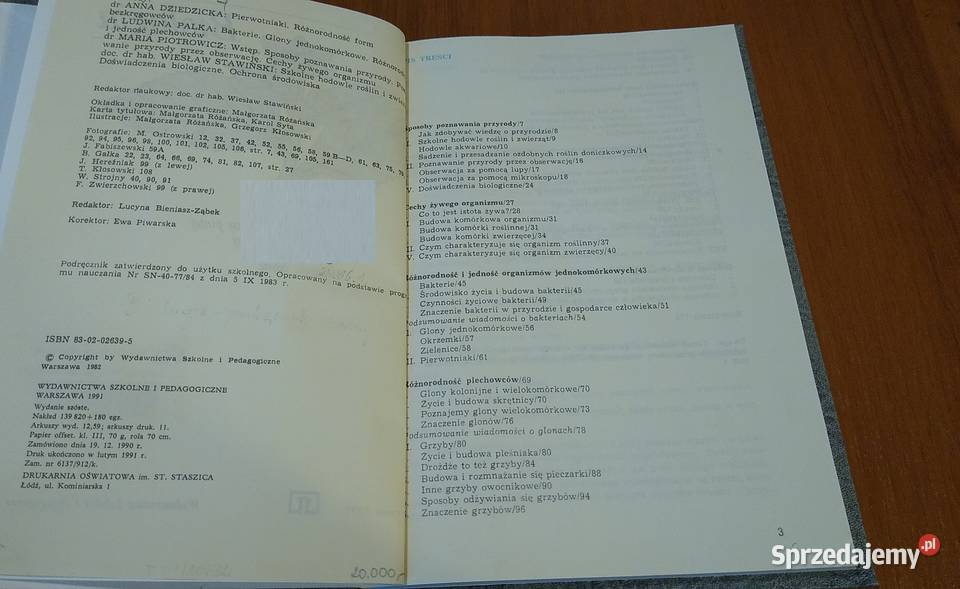 dr ANNA DZIEDZICKA: Pierwotniaki, Różnorodność form
bezkręgowców
dr LUDWINA PALKA: Bakterie, Glony jednokomórkowe, Różnorod-
i jedność plechowców
dr MARIA PIOTROWICZ: Wstęp, Sposoby poznawania przyrody,
wanie przyrody przez obserwację, Cechy żywego organizmu
doc. dr hab. WIESŁAW STAWIŃSKI: Szkolne hodowle roślin i zwie
Doświadczenia biologiczne, Ochrona środowiska
Redaktor naukowy: doc. dr hab. Wiesław Stawiński
Okładka i opracowanie graficzne: Małgorzata Różańska
Karta tytułowa: Małgorzata Różańska, Karol Syta
Ilustracje: Małgorzata Różańska, Grzegorz Kłosowski
Fotografie: M. Ostrowski 12, 32, 37, 42, 52, 55, 56, 58, 59 B—D, 61, 63, 75, 76
92, 94, 95, 96, 98, 100, 101, 102, 105, 106, str. 7, 43, 69, 105, 161
J. Fabiszewski 59A
B. Gałka 22, 23, 64, 66, 69, 74, 81, 82, 107, str. 27
J. Hereźniak 99 (z lewej)
T. Kłosowski 108
W. Strojny 40, 90, 91
F. Zwierzchowski 99 (z prawej)
Redaktor: Lucyna Bieniasz-Ząbek
Korektor: Ewa Piwarska
Podręcznik zatwierdzony do użytku szkolnego. Opracowany na podstawie progr
mu nauczania Nr SN-40-77/84 z dnia 5 IX 1983 r.
ISBN 83-02-02639-5
© Copyright by Wydawnictwa Szkolne i Pedagogiczne
Warszawa 1982
WYDAWNICTWA SZKOLNE I PEDAGOGICZNE
WARSZAWA 1991
Wydanie szóste.
Nakład 139 820+180 egz.
Arkuszy wyd. 12,59; arkuszy druk. 11.
Papier offset. kl. III, 70 g, rola 70 cm.
Zamówiono dnia 19. 12. 1990 r.
Druk ukończono w lutym 1991 r.
Zam. nr 6137/912/k.
DRUKARNIA OŚWIATOWA im. ST. STASZICA
Łódź, ul. Kominiarska 1
20.000,-
IS TREŚCI
Sposoby poznawania przyrody/7
Jak zdobywać wiedzę o przyrodzie/8
Szkolne hodowle roślin i zwierząt/9
Hodowle akwariowe/10
Sadzenie i przesadzanie ozdobnych roślin doniczkowych/14
II. Poznawanie przyrody przez obserwację/16
Obserwacja za pomocą lupy/17
Obserwacja za pomocą mikroskopu/18
V. Doświadczenia biologiczne/24
Cechy żywego organizmu/27
Co to jest istota żywa?/28
I. Budowa komórkowa organizmu/31
Budowa komórki roślinnej/31
Budowa komórki zwierzęcej/34
II. Czym charakteryzuje się organizm roślinny/37
V. Czym charakteryzuje się organizm zwierzęcy/40
Różnorodność i jedność organizmów jednokomórkowych/43
Bakterie/45
Środowisko życia i budowa bakterii/45
Czynności życiowe bakterii/49
Znaczenie bakterii w przyrodzie i gospodarce człowieka/51
Podsumowanie wiadomości o bakteriach/54
I. Glony jednokomórkowe/56
Okrzemki/57
Zielenice/58
II. Pierwotniaki/61
Różnorodność plechowców/69
Glony kolonijne i wielokomórkowe/70
Życie i budowa skrętnicy/70
Poznajemy glony wielokomórkowe/73
Znaczenie glonów/76
Podsumowanie wiadomości o glonach/78
I. Grzyby/80
Życie i budowa pleśniaka/80
Drożdże to też grzyby/84
Budowa i rozmnażanie się pieczarki/88
Inne grzyby owocnikowe/90
Sposoby odżywiania się grzybów/94
Znaczenie grzybów/96
3
Sprzedajemy.pl